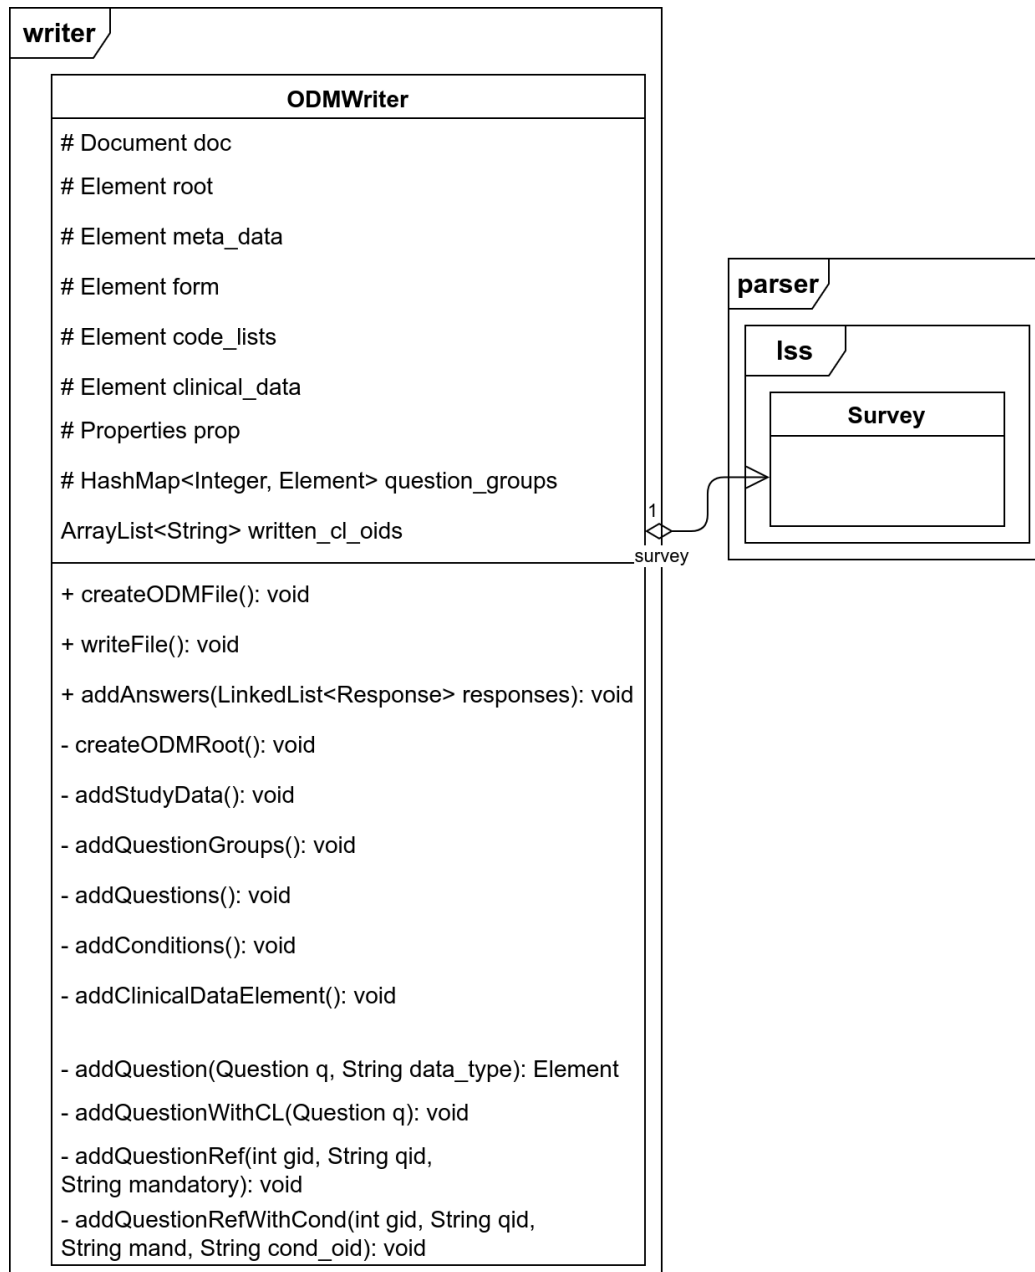 writer
ODMWriter
# Document doc
# Element root
# Element meta_data
# Element form
# Element code_lists
# Element clinical_data
# Properties prop
# HashMap<Integer, Element> question_groups
ArrayList<String> written_cl_oids
1
survey
parser
lss
Survey
+ createODMFile(): void
+ writeFile(): void
+ addAnswers(LinkedList<Response> responses): void
- createODMRoot(): void
- addStudyData(): void
- addQuestionGroups(): void
- addQuestions(): void
- addConditions(): void
- addClinicalDataElement(): void
- addQuestion(Question q, String data_type): Element
- addQuestionWithCL(Question q): void
- addQuestionRef(int gid, String qid,
String mandatory): void
- addQuestionRefWithCond(int gid, String qid,
String mand, String cond_oid): void